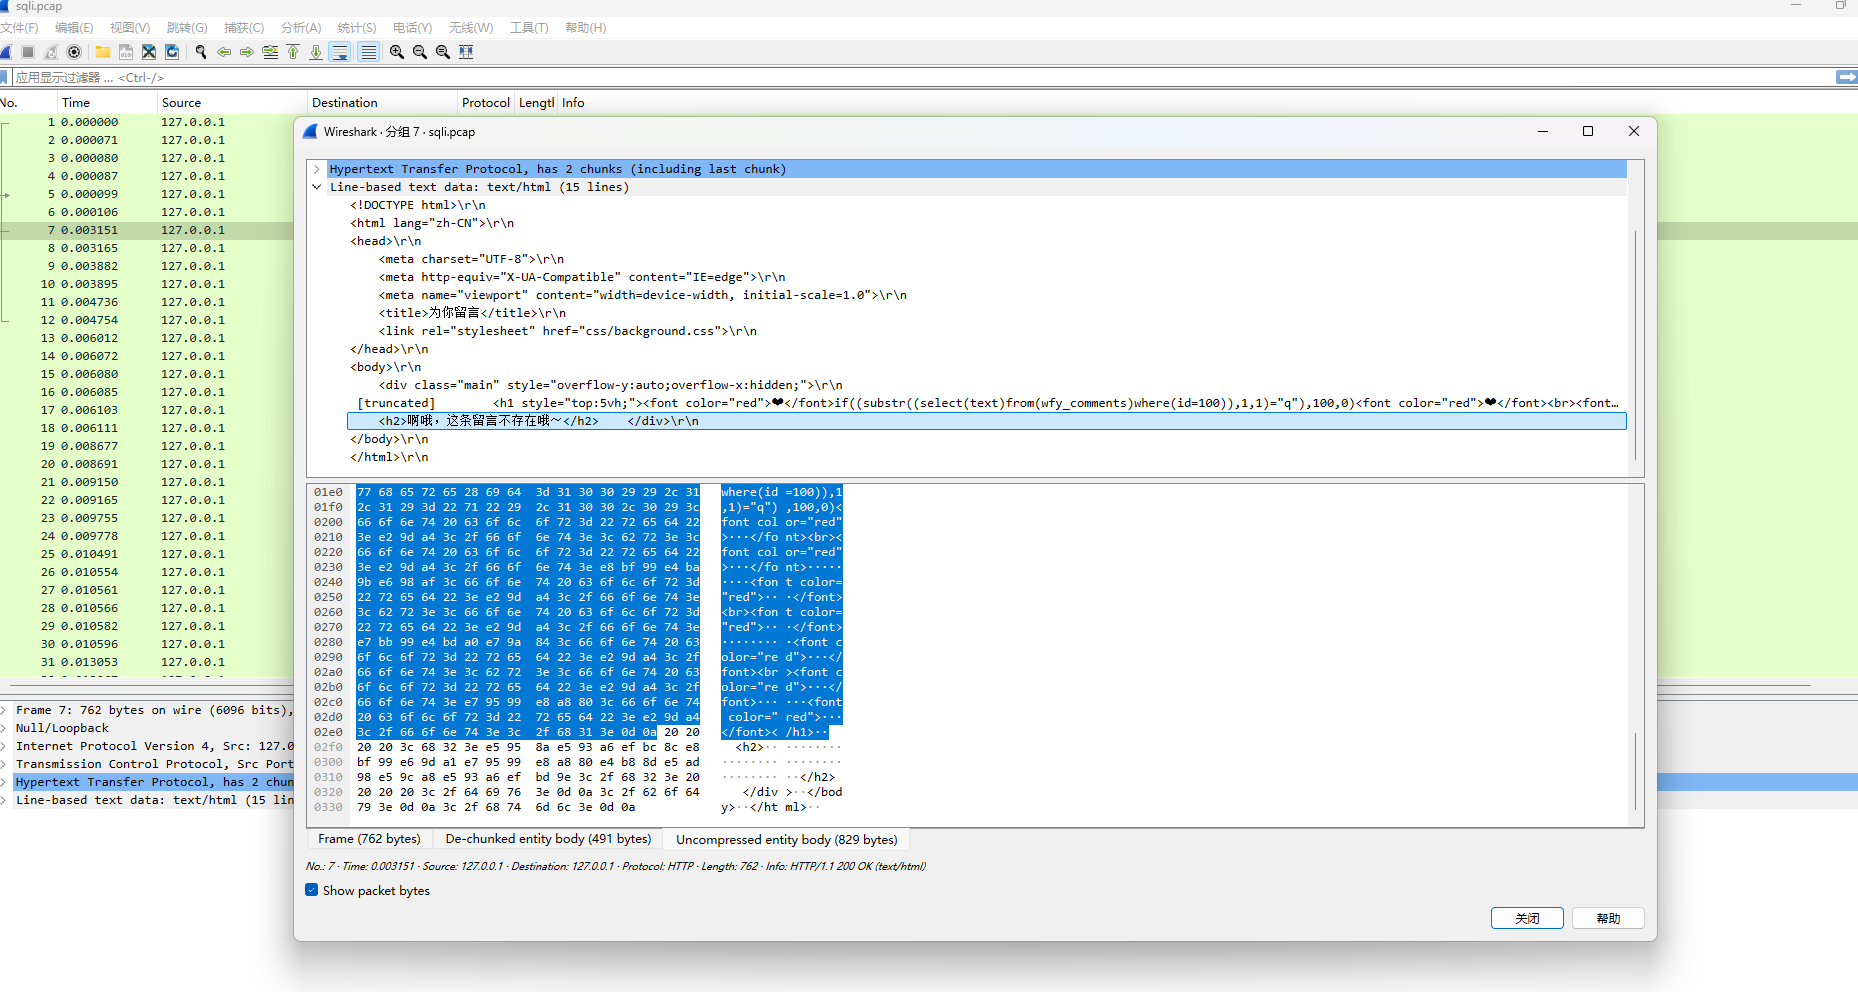 sqli.pcap
文件(F) 编辑(E) 视图(V) 跳转(G) 捕获(C) 分析(A) 统计(S) 电话(Y) 无线(W) 工具(T) 帮助(H)
应用显示过滤器 … <Ctrl-/>
No. Time Source Destination Protocol Lengtl Info
1 0.000000 127.0.0.1
2 0.000071 127.0.0.1
3 0.000080 127.0.0.1
4 0.000087 127.0.0.1
5 0.000099 127.0.0.1
6 0.000106 127.0.0.1
7 0.003151 127.0.0.1
8 0.003165 127.0.0.1
9 0.003882 127.0.0.1
10 0.003895 127.0.0.1
11 0.004736 127.0.0.1
12 0.004754 127.0.0.1
13 0.006012 127.0.0.1
14 0.006072 127.0.0.1
15 0.006080 127.0.0.1
16 0.006085 127.0.0.1
17 0.006103 127.0.0.1
18 0.006111 127.0.0.1
19 0.008677 127.0.0.1
20 0.008691 127.0.0.1
21 0.009150 127.0.0.1
22 0.009165 127.0.0.1
23 0.009755 127.0.0.1
24 0.009778 127.0.0.1
25 0.010491 127.0.0.1
26 0.010554 127.0.0.1
27 0.010561 127.0.0.1
28 0.010566 127.0.0.1
29 0.010582 127.0.0.1
30 0.010596 127.0.0.1
31 0.013053 127.0.0.1
Frame 7: 762 bytes on wire (6096 bits),
Null/Loopback
Internet Protocol Version 4, Src: 127.0
Transmission Control Protocol, Src Port
Hypertext Transfer Protocol, has 2 chun
Line-based text data: text/html (15 lin
Wireshark · 分组 7 · sqli.pcap
Hypertext Transfer Protocol, has 2 chunks (including last chunk)
Line-based text data: text/html (15 lines)
<!DOCTYPE html>\r\n
<html lang="zh-CN">\r\n
<head>\r\n
<meta charset="UTF-8">\r\n
<meta http-equiv="X-UA-Compatible" content="IE=edge">\r\n
<meta name="viewport" content="width=device-width, initial-scale=1.0">\r\n
<title>为你留言</title>\r\n
<link rel="stylesheet" href="css/background.css">\r\n
</head>\r\n
<body>\r\n
<div class="main" style="overflow-y:auto;overflow-x:hidden;">\r\n
[truncated] <h1 style="top:5vh;"><font color="red">❤</font>if((substr((select(text)from(wfy_comments)where(id=100)),1,1)="q"),100,0)<font color="red">❤</font><br><font…
<h2>啊哦，这条留言不存在哦～</h2> </div>\r\n
</body>\r\n
</html>\r\n
01e0 77 68 65 72 65 28 69 64 3d 31 30 30 29 29 2c 31 where(id =100)),1
01f0 2c 31 29 3d 22 71 22 29 2c 31 30 30 2c 30 29 3c ,1)="q") ,100,0)<
0200 66 6f 6e 74 20 63 6f 6c 6f 72 3d 22 72 65 64 22 font col or="red"
0210 3e e2 9d a4 3c 2f 66 6f 6e 74 3e 3c 62 72 3e 3c >···</fo nt><br><
0220 66 6f 6e 74 20 63 6f 6c 6f 72 3d 22 72 65 64 22 font col or="red"
0230 3e e2 9d a4 3c 2f 66 6f 6e 74 3e e8 bf 99 e4 ba >···</fo nt>·····
0240 9b e6 98 af 3c 66 6f 6e 74 20 63 6f 6c 6f 72 3d ····<fon t color=
0250 22 72 65 64 22 3e e2 9d a4 3c 2f 66 6f 6e 74 3e "red">·· ·</font>
0260 3c 62 72 3e 3c 66 6f 6e 74 20 63 6f 6c 6f 72 3d <br><fon t color=
0270 22 72 65 64 22 3e e2 9d a4 3c 2f 66 6f 6e 74 3e "red">·· ·</font>
0280 e7 bb 99 e4 bd a0 e7 9a 84 3c 66 6f 6e 74 20 63 ········ ·<font c
0290 6f 6c 6f 72 3d 22 72 65 64 22 3e e2 9d a4 3c 2f olor="re d">···</
02a0 66 6f 6e 74 3e 3c 62 72 3e 3c 66 6f 6e 74 20 63 font><br ><font c
02b0 6f 6c 6f 72 3d 22 72 65 64 22 3e e2 9d a4 3c 2f olor="re d">···</
02c0 66 6f 6e 74 3e e7 95 99 e8 a8 80 3c 66 6f 6e 74 font>··· ···<font
02d0 20 63 6f 6c 6f 72 3d 22 72 65 64 22 3e e2 9d a4 color=" red">···
02e0 3c 2f 66 6f 6e 74 3e 3c 2f 68 31 3e 0d 0a 20 20 </font>< /h1>··
02f0 20 20 3c 68 32 3e e5 95 8a e5 93 a6 ef bc 8c e8 <h2>·· ········
0300 bf 99 e6 9d a1 e7 95 99 e8 a8 80 e4 b8 8d e5 ad ········ ········
0310 98 e5 9c a8 e5 93 a6 ef bd 9e 3c 2f 68 32 3e 20 ········ ··</h2>
0320 20 20 20 3c 2f 64 69 76 3e 0d 0a 3c 2f 62 6f 64 </div >··</bod
0330 79 3e 0d 0a 3c 2f 68 74 6d 6c 3e 0d 0a y>··</ht ml>··
Frame (762 bytes) De-chunked entity body (491 bytes) Uncompressed entity body (829 bytes)
No.: 7 · Time: 0.003151 · Source: 127.0.0.1 · Destination: 127.0.0.1 · Protocol: HTTP · Length: 762 · Info: HTTP/1.1 200 OK (text/html)
Show packet bytes
关闭 帮助